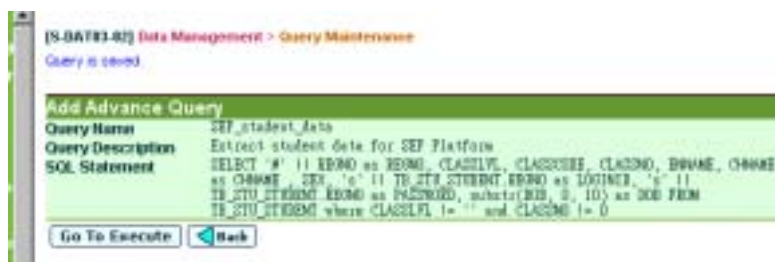 [S-DAT03-02] Data Management > Query Maintenance
Query is saved.
Add Advance Query
Query Name SEP_student_data
Query Description Extract student data for SEP Platform
SQL Statement SELECT '#' || REGNO as REGNO, CLASSLVL, CLASSCODE, CLASSNO, ENNAME, CHNAME
as CHNAME, SEX, 's' || TB_STU_STUDENT.REGNO as LOGINID, 's' ||
TB_STU_STUDENT.REGNO as PASSWORD, substr(DOB, 0, 10) as DOB FROM
TB_STU_STUDENT where CLASSLVL != '' and CLASSNO != 0
Go To Execute Back